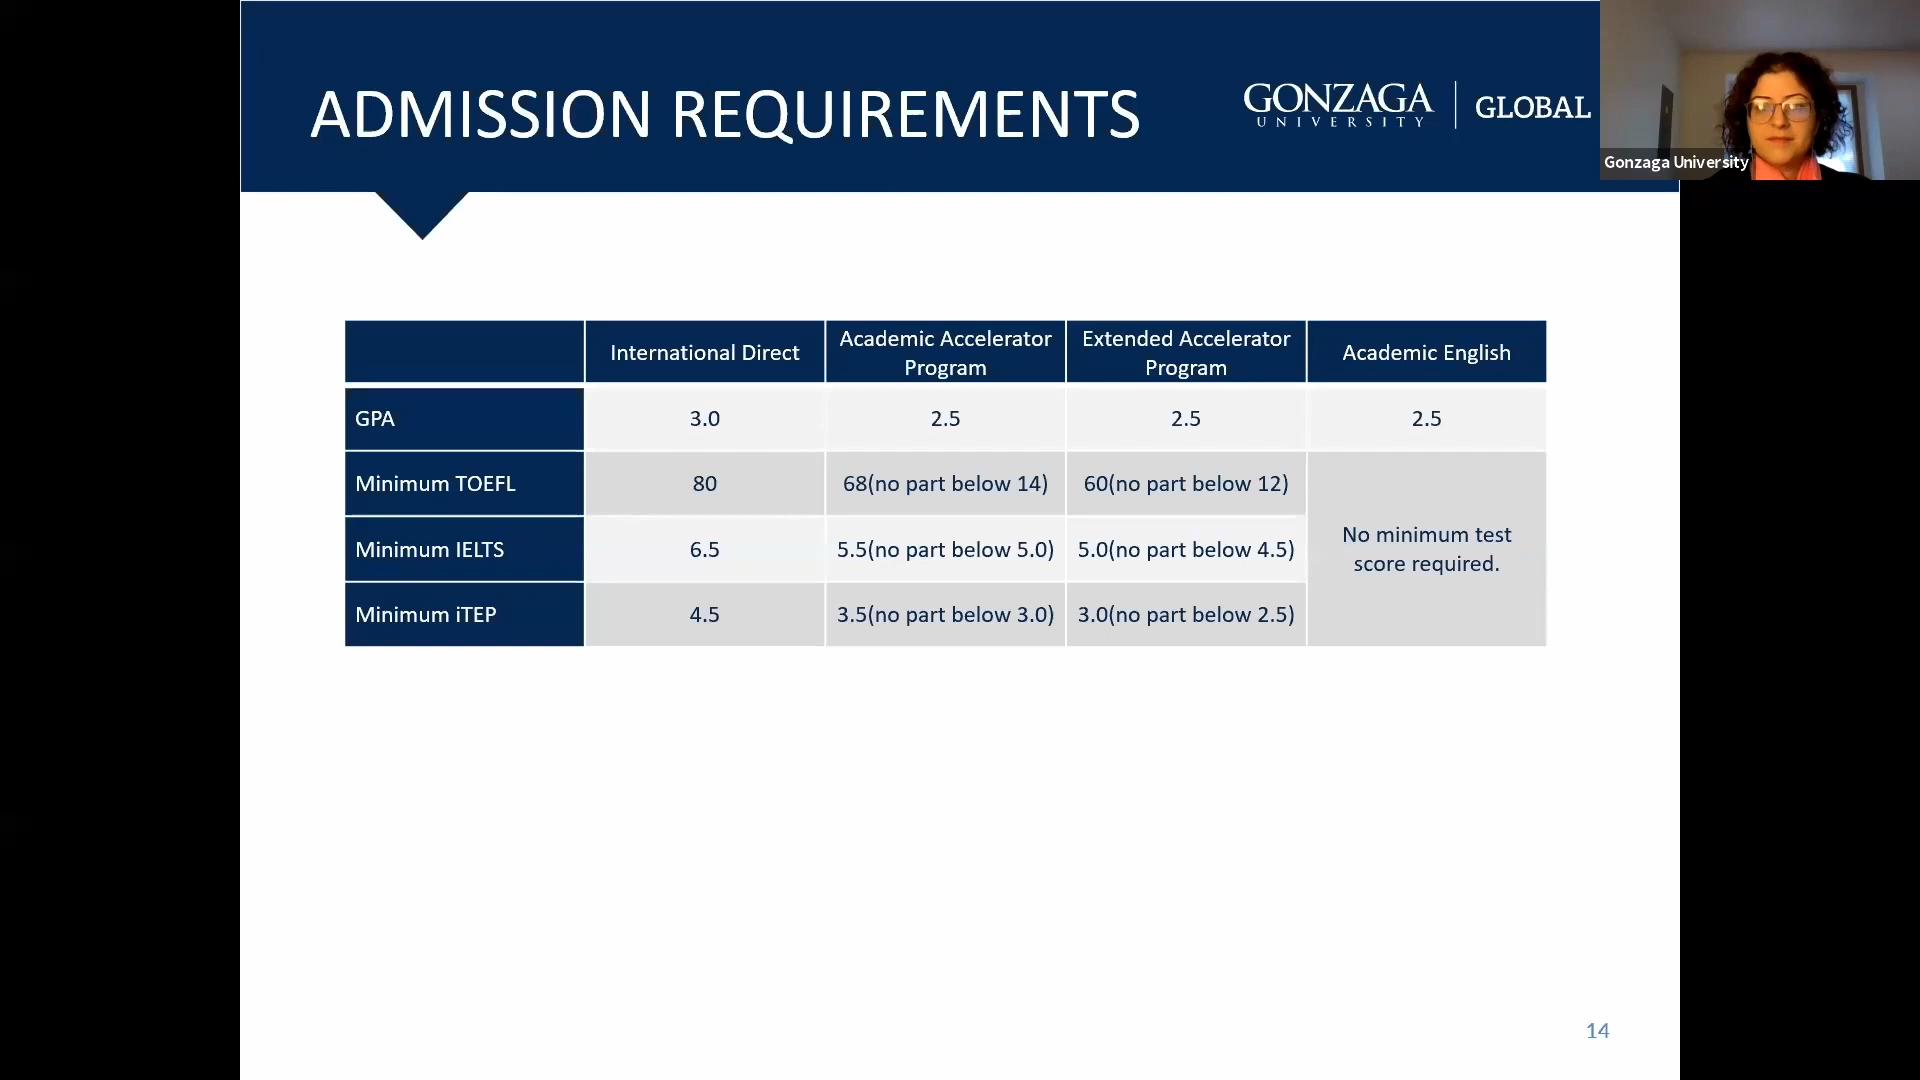 ADMISSION REQUIREMENTS
GONZAGA
UNIVERSITY
GLOBAL
Gonzaga University
International Direct
Academic Accelerator
Program
Extended Accelerator
Program
Academic English
GPA 3.0 2.5 2.5 2.5
Minimum TOEFL 80 68(no part below 14) 60(no part below 12)
Minimum IELTS 6.5 5.5(no part below 5.0) 5.0(no part below 4.5)
Minimum iTEP 4.5 3.5(no part below 3.0) 3.0(no part below 2.5)
No minimum test
score required.
14